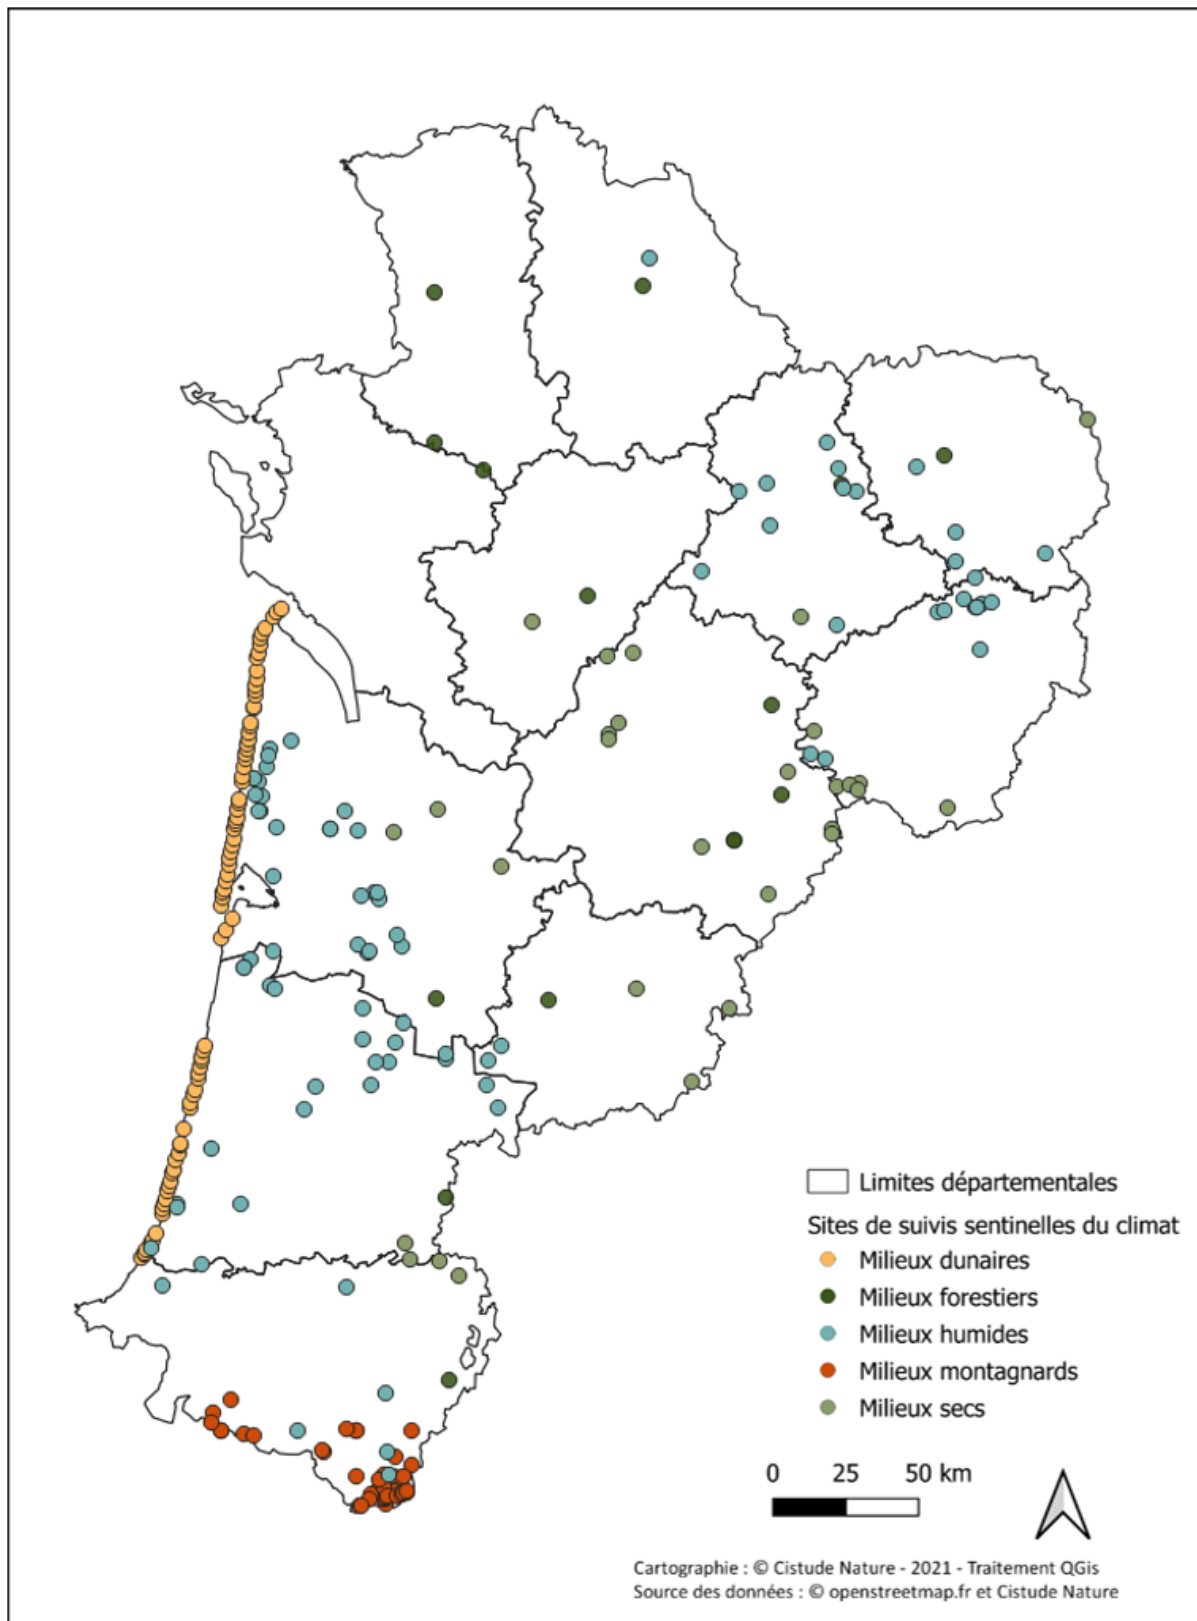 Limites départementales
Sites de suivis sentinelles du climat
Milieux dunaires
Milieux forestiers
Milieux humides
Milieux montagnards
Milieux secs
0 25 50 km
Cartographie : © Cistude Nature - 2021 - Traitement QGis
Source des données : © openstreetmap.fr et Cistude Nature